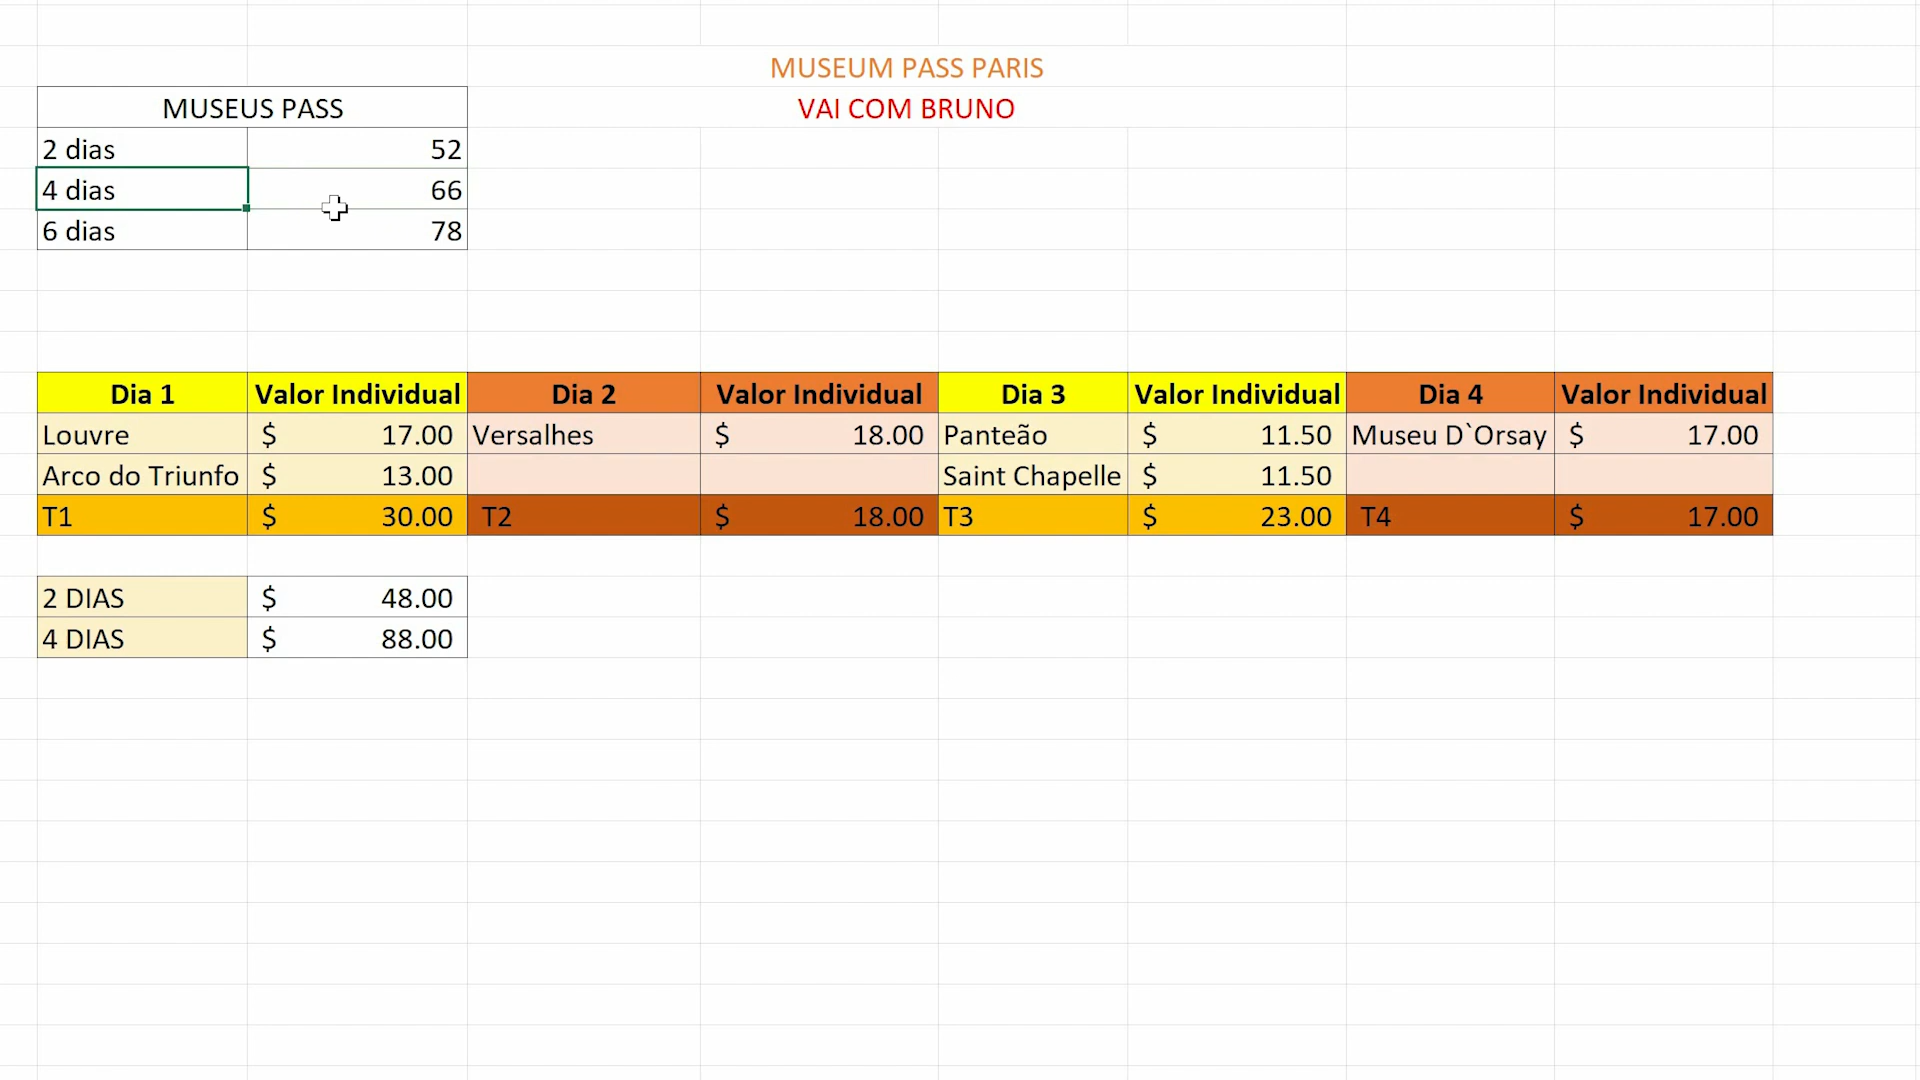 MUSEUM PASS PARIS
MUSEUS PASS VAI COM BRUNO
2 dias 52
4 dias 66
6 dias 78
Dia 1 Valor Individual Dia 2 Valor Individual Dia 3 Valor Individual Dia 4 Valor Individual
Louvre $ 17.00 Versalhes $ 18.00 Panteão $ 11.50 Museu D`Orsay $ 17.00
Arco do Triunfo $ 13.00 Saint Chapelle $ 11.50
T1 $ 30.00 T2 $ 18.00 T3 $ 23.00 T4 $ 17.00
2 DIAS $ 48.00
4 DIAS $ 88.00